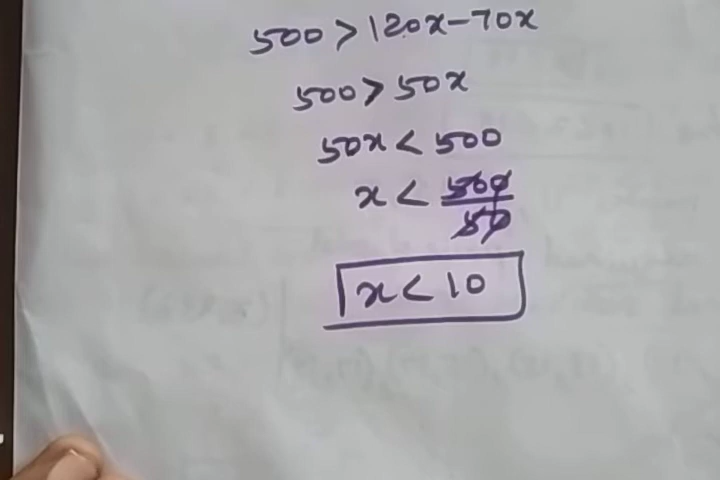 500 > 120x - 70x
500 > 50x
50x < 500
x < 500/50
x < 10